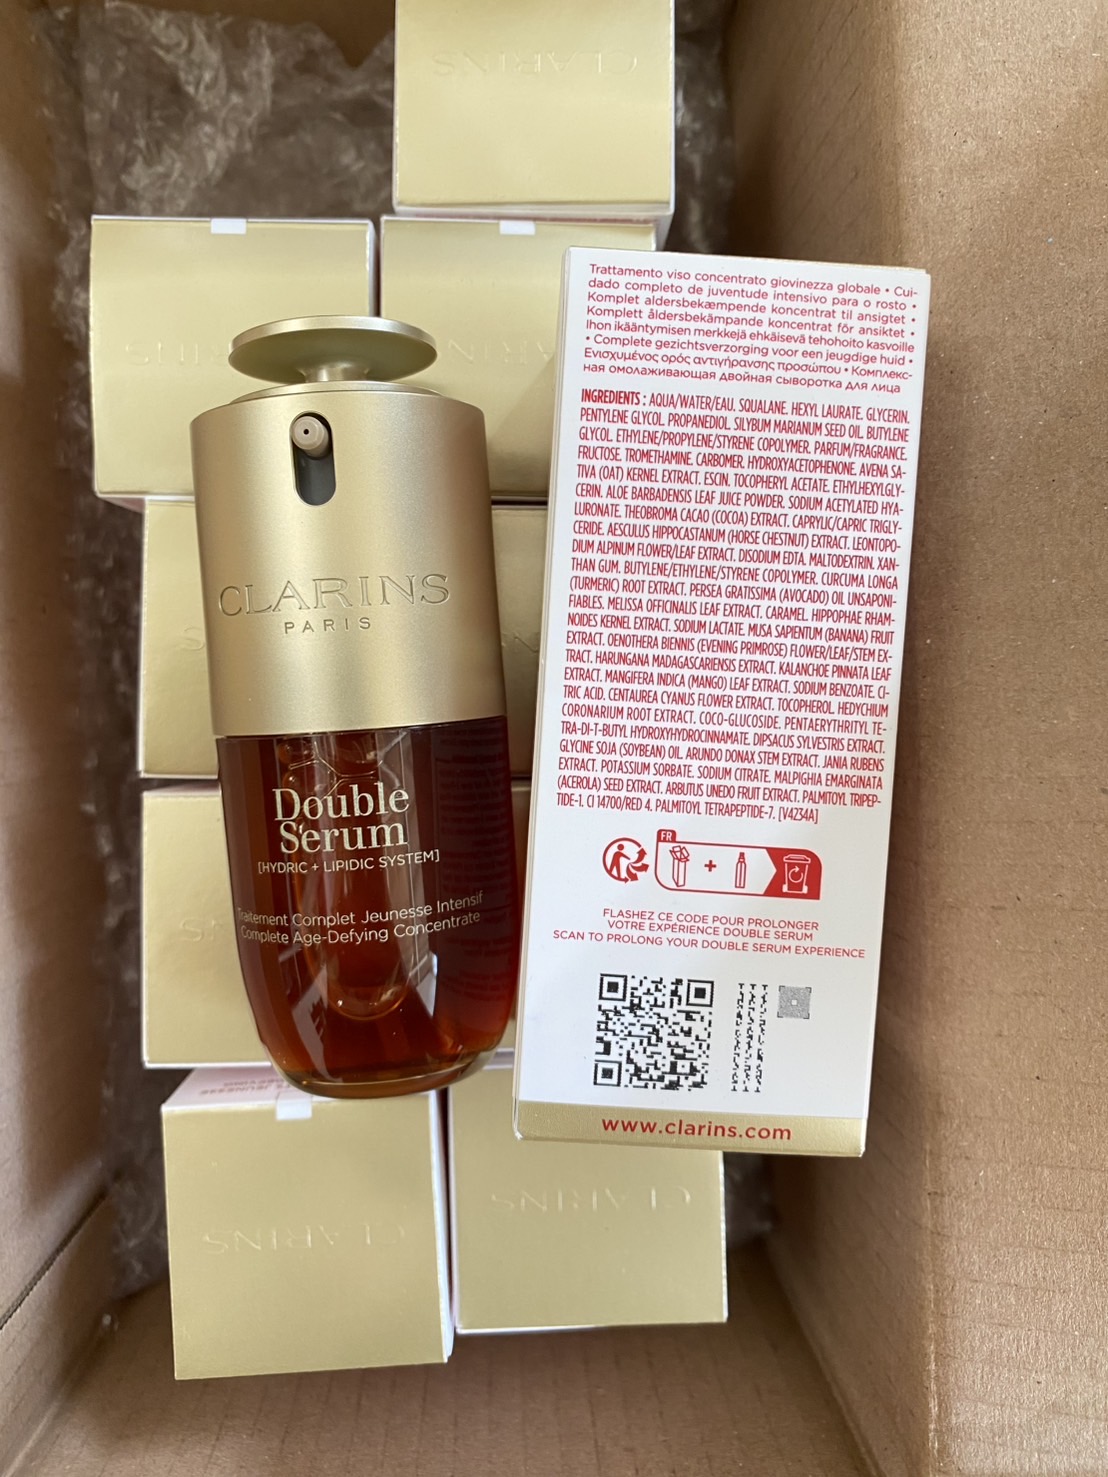 CLARINS
CLARINS
CLARINS
CLARINS
PARIS
Double
Serum
[HYDRIC + LIPIDIC SYSTEM]
Traitement Complet Jeunesse Intensif
Complete Age-Defying Concentrate
Trattamento viso concentrato giovinezza globale • Cui-
dado completo de juventude intensivo para o rosto •
Komplet aldersbekæmpende koncentrat til ansigtet •
Komplett åldersbekämpande koncentrat för ansiktet •
Ihon ikääntymisen merkkejä ehkäisevä tehohoito kasvoille
• Complete gezichtsverzorging voor een jeugdige huid •
Ενισχυμένος ορός αντιγήρανσης προσώπου • Комплекс-
ная омолаживающая двойная сыворотка для лица
INGREDIENTS : AQUA/WATER/EAU. SQUALANE. HEXYL LAURATE. GLYCERIN.
PENTYLENE GLYCOL. PROPANEDIOL. SILYBUM MARIANUM SEED OIL. BUTYLENE
GLYCOL. ETHYLENE/PROPYLENE/STYRENE COPOLYMER. PARFUM/FRAGRANCE.
FRUCTOSE. TROMETHAMINE. CARBOMER. HYDROXYACETOPHENONE. AVENA SA-
TIVA (OAT) KERNEL EXTRACT. ESCIN. TOCOPHERYL ACETATE. ETHYLHEXYLGLY-
CERIN. ALOE BARBADENSIS LEAF JUICE POWDER. SODIUM ACETYLATED HYA-
LURONATE. THEOBROMA CACAO (COCOA) EXTRACT. CAPRYLIC/CAPRIC TRIGLY-
CERIDE. AESCULUS HIPPOCASTANUM (HORSE CHESTNUT) EXTRACT. LEONTOPO-
DIUM ALPINUM FLOWER/LEAF EXTRACT. DISODIUM EDTA. MALTODEXTRIN. XAN-
THAN GUM. BUTYLENE/ETHYLENE/STYRENE COPOLYMER. CURCUMA LONGA
(TURMERIC) ROOT EXTRACT. PERSEA GRATISSIMA (AVOCADO) OIL UNSAPONI-
FIABLES. MELISSA OFFICINALIS LEAF EXTRACT. CARAMEL. HIPPOPHAE RHAM-
NOIDES KERNEL EXTRACT. SODIUM LACTATE. MUSA SAPIENTUM (BANANA) FRUIT
EXTRACT. OENOTHERA BIENNIS (EVENING PRIMROSE) FLOWER/LEAF/STEM EX-
TRACT. HARUNGANA MADAGASCARIENSIS EXTRACT. KALANCHOE PINNATA LEAF
EXTRACT. MANGIFERA INDICA (MANGO) LEAF EXTRACT. SODIUM BENZOATE. CI-
TRIC ACID. CENTAUREA CYANUS FLOWER EXTRACT. TOCOPHEROL. HEDYCHIUM
CORONARIUM ROOT EXTRACT. COCO-GLUCOSIDE. PENTAERYTHRITYL TE-
TRA-DI-T-BUTYL HYDROXYHYDROCINNAMATE. DIPSACUS SYLVESTRIS EXTRACT.
GLYCINE SOJA (SOYBEAN) OIL. ARUNDO DONAX STEM EXTRACT. JANIA RUBENS
EXTRACT. POTASSIUM SORBATE. SODIUM CITRATE. MALPIGHIA EMARGINATA
(ACEROLA) SEED EXTRACT. ARBUTUS UNEDO FRUIT EXTRACT. PALMITOYL TRIPEP-
TIDE-1. CI 14700/RED 4. PALMITOYL TETRAPEPTIDE-7. [V4234A]
FR
FLASHEZ CE CODE POUR PROLONGER
VOTRE EXPÉRIENCE DOUBLE SERUM
SCAN TO PROLONG YOUR DOUBLE SERUM EXPERIENCE
www.clarins.com
CLARINS
CLARINS